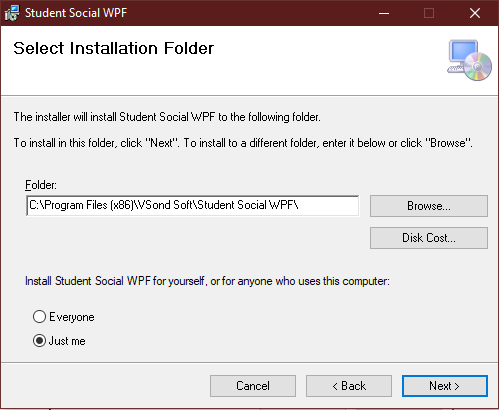 Student Social WPF
Select Installation Folder
The installer will install Student Social WPF to the following folder.
To install in this folder, click "Next". To install to a different folder, enter it below or click "Browse".
Folder:
C:\Program Files (x86)\VSond Soft\Student Social WPF\
Browse...
Disk Cost...
Install Student Social WPF for yourself, or for anyone who uses this computer:
Everyone
Just me
Cancel
< Back
Next >